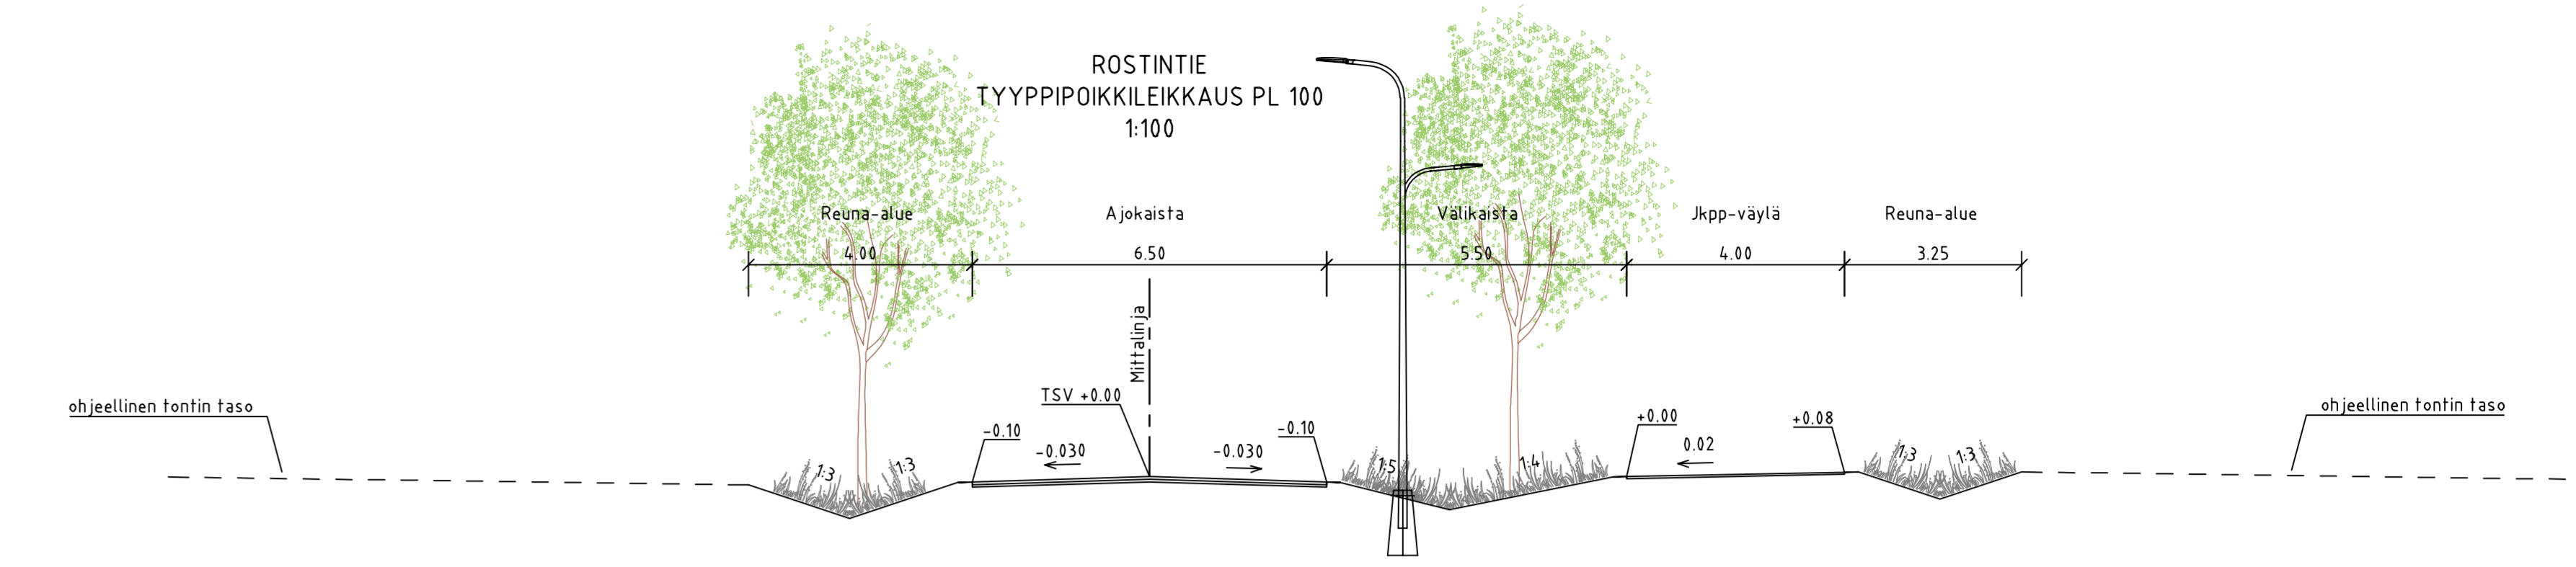 ROSTINTIE
TYYPPIPOIKKILEIKKAUS PL 100
1:100
Reuna-alue
Ajokaista
Välikaista
Jkpp-väylä
Reuna-alue
4.00
6.50
5.50
4.00
3.25
Mittalinja
ohjeellinen tontin taso
TSV +0.00
-0.10
-0.030
-0.030
-0.10
+0.00
0.02
+0.08
ohjeellinen tontin taso
1:3
1:3
1:5
1:4
1:3
1:3